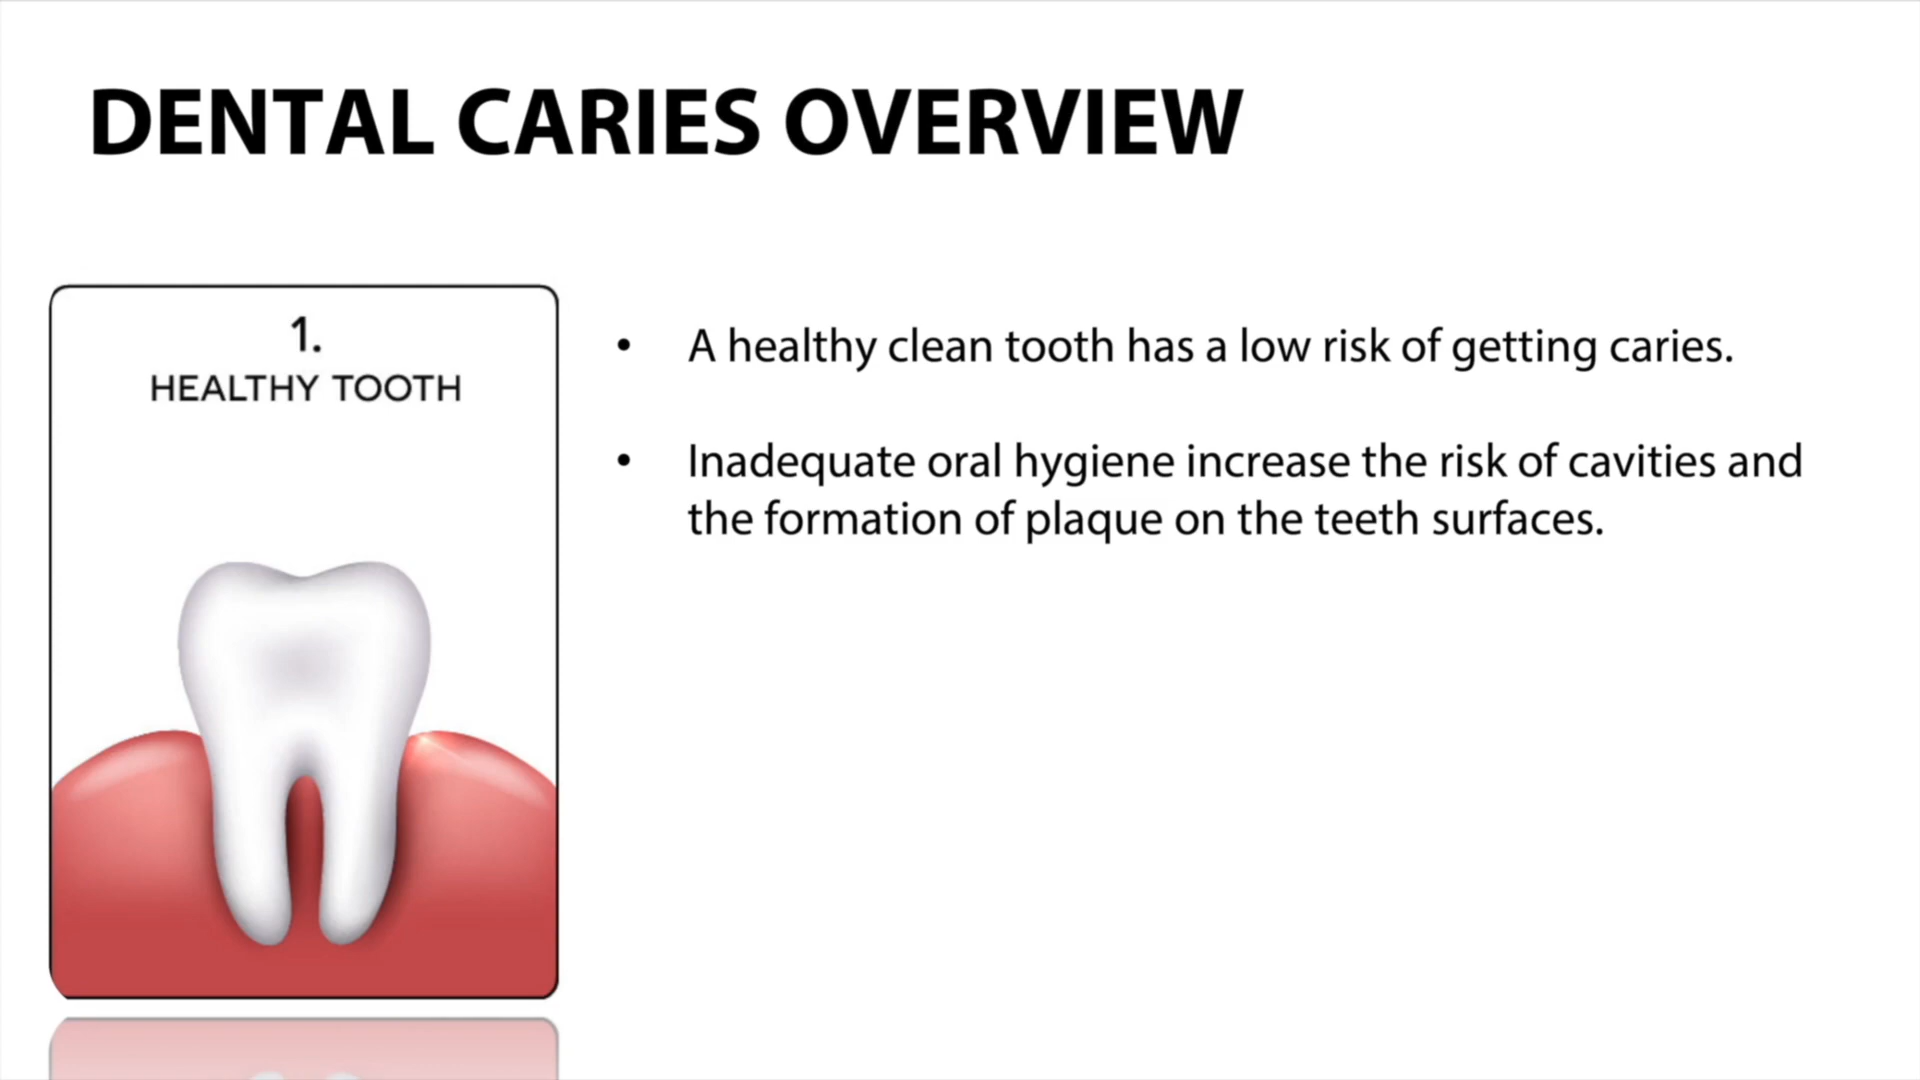 DENTAL CARIES OVERVIEW
1.
HEALTHY TOOTH
• A healthy clean tooth has a low risk of getting caries.
• Inadequate oral hygiene increase the risk of cavities and
the formation of plaque on the teeth surfaces.